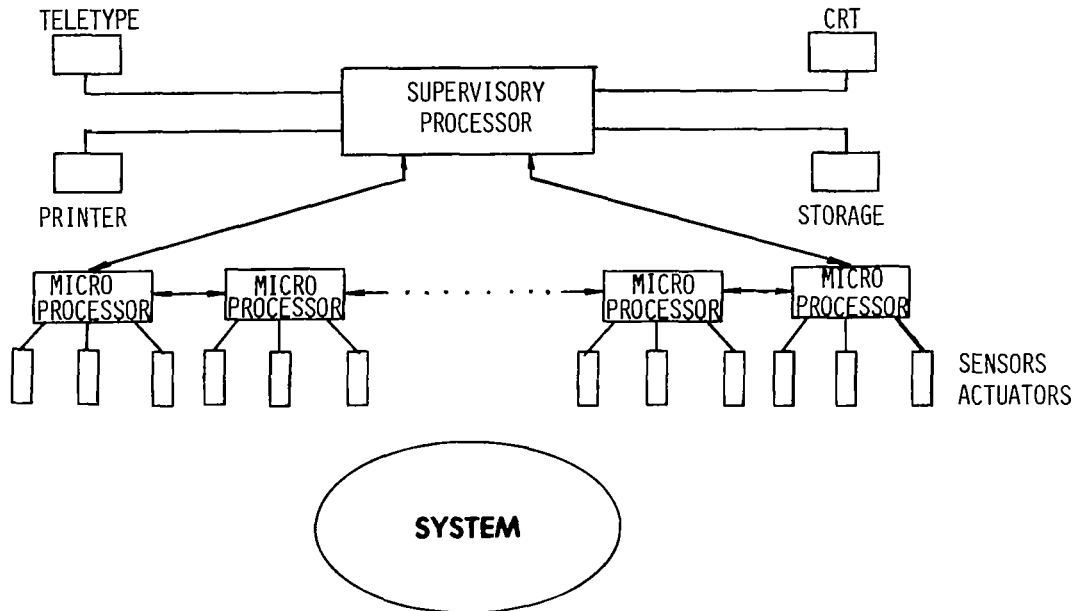 TELETYPE
CRT
SUPERVISORY
PROCESSOR
PRINTER
STORAGE
MICRO
PROCESSOR
MICRO
PROCESSOR
MICRO
PROCESSOR
MICRO
PROCESSOR
SENSORS
ACTUATORS
SYSTEM